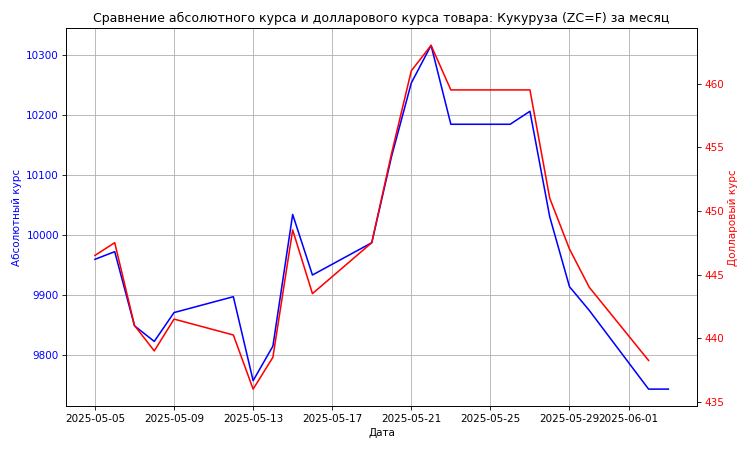 Сравнение абсолютного курса и долларового курса товара: Кукуруза (ZC=F) за месяц
10300
10200
10100
10000
9900
9800
Абсолютный курс
460
455
450
445
440
435
Долларовый курс
2025-05-05 2025-05-09 2025-05-13 2025-05-17 2025-05-21 2025-05-25 2025-05-29 2025-06-01
Дата